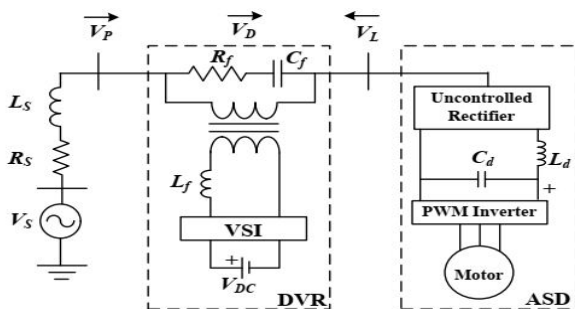 V_P
V_D
V_L
R_f
C_f
L_S
R_S
V_S
L_f
VSI
+
V_DC
DVR
Uncontrolled
Rectifier
C_d
L_d
+
PWM Inverter
Motor
ASD